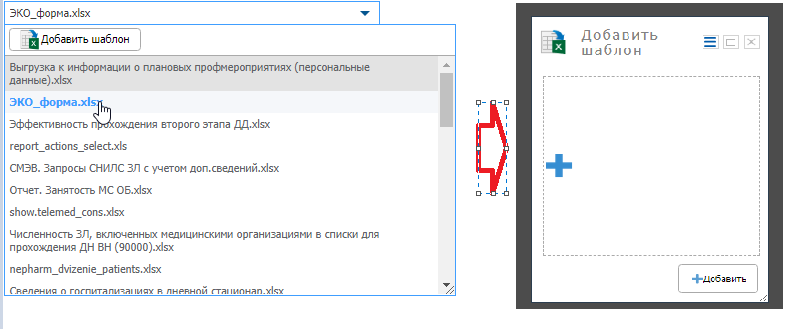 ЭКО_форма.xlsx
Добавить шаблон
Выгрузка к информации о плановых профмероприятиях (персональные
данные).xlsx
ЭКО_форма.xlsx
Эффективность прохождения второго этапа ДД.xlsx
report_actions_select.xls
СМЭВ. Запросы СНИЛС ЗЛ с учетом доп.сведений.xlsx
Отчет. Занятость МС ОБ.xlsx
show.telemed_cons.xlsx
Численность ЗЛ, включенных медицинскими организациями в списки для
прохождения ДН ВН (90000).xlsx
nepharm_dvizenie_patients.xlsx
Сведения о госпитализациях в дневной стационар.xlsx
Добавить
шаблон
Добавить